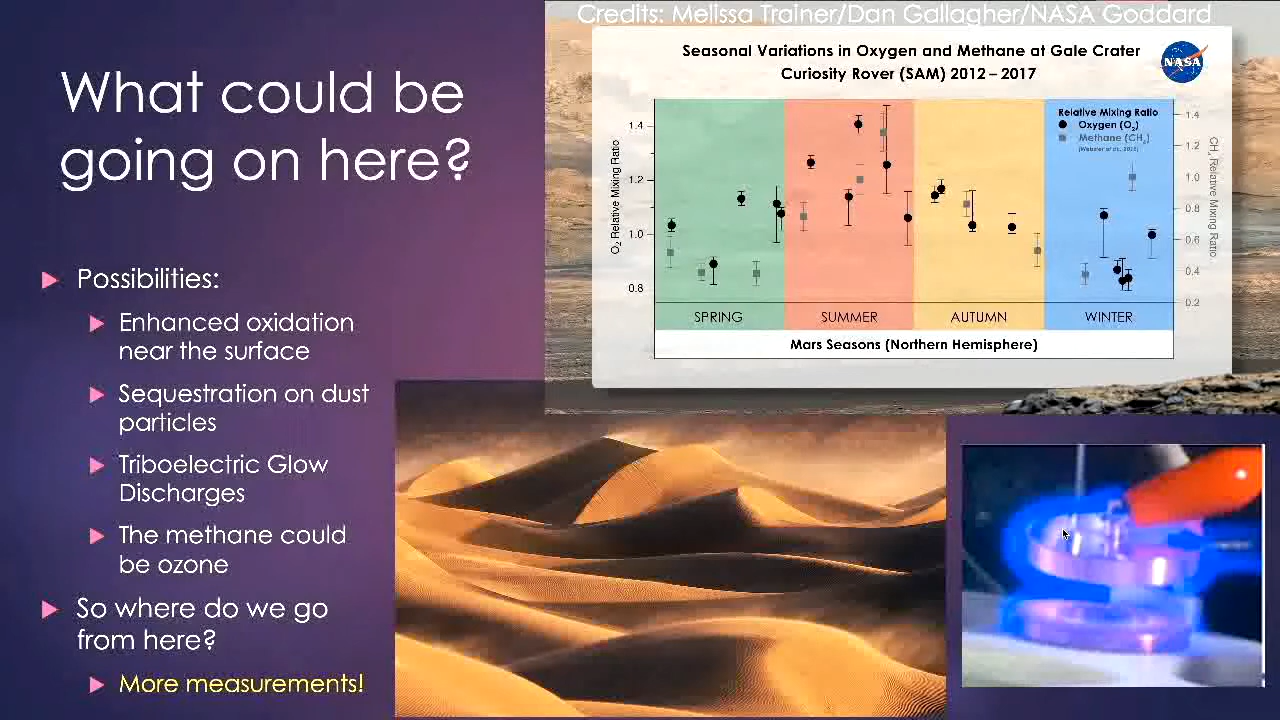 Credits: Melissa Trainer/Dan Gallagher/NASA Goddard
What could be
going on here?
Possibilities:
Enhanced oxidation
near the surface
Sequestration on dust
particles
Triboelectric Glow
Discharges
The methane could
be ozone
So where do we go
from here?
More measurements!
Seasonal Variations in Oxygen and Methane at Gale Crater
Curiosity Rover (SAM) 2012 – 2017
NASA
Relative Mixing Ratio
Oxygen (O2)
Methane (CH4)
O2 Relative Mixing Ratio
1.4
1.2
1.0
0.8
CH4 Relative Mixing Ratio
1.4
1.2
1.0
0.8
0.6
0.4
0.2
SPRING SUMMER AUTUMN WINTER
Mars Seasons (Northern Hemisphere)